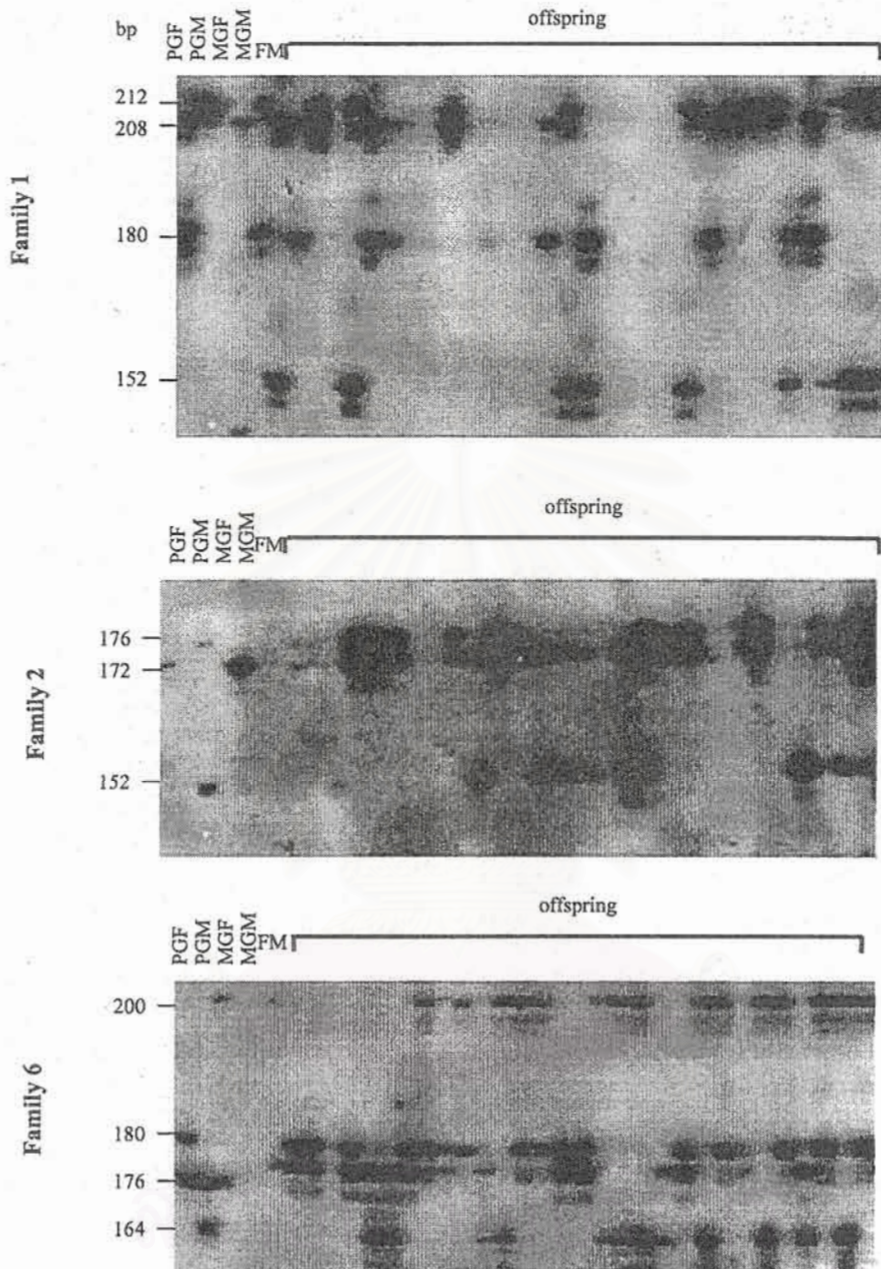 offspring
bp
PGF
PGM
MGF
MGM
FM
212
208
180
152
Family 1
offspring
PGF
PGM
MGF
MGM
FM
176
172
152
Family 2
offspring
PGF
PGM
MGF
MGM
FM
200
180
176
164
Family 6